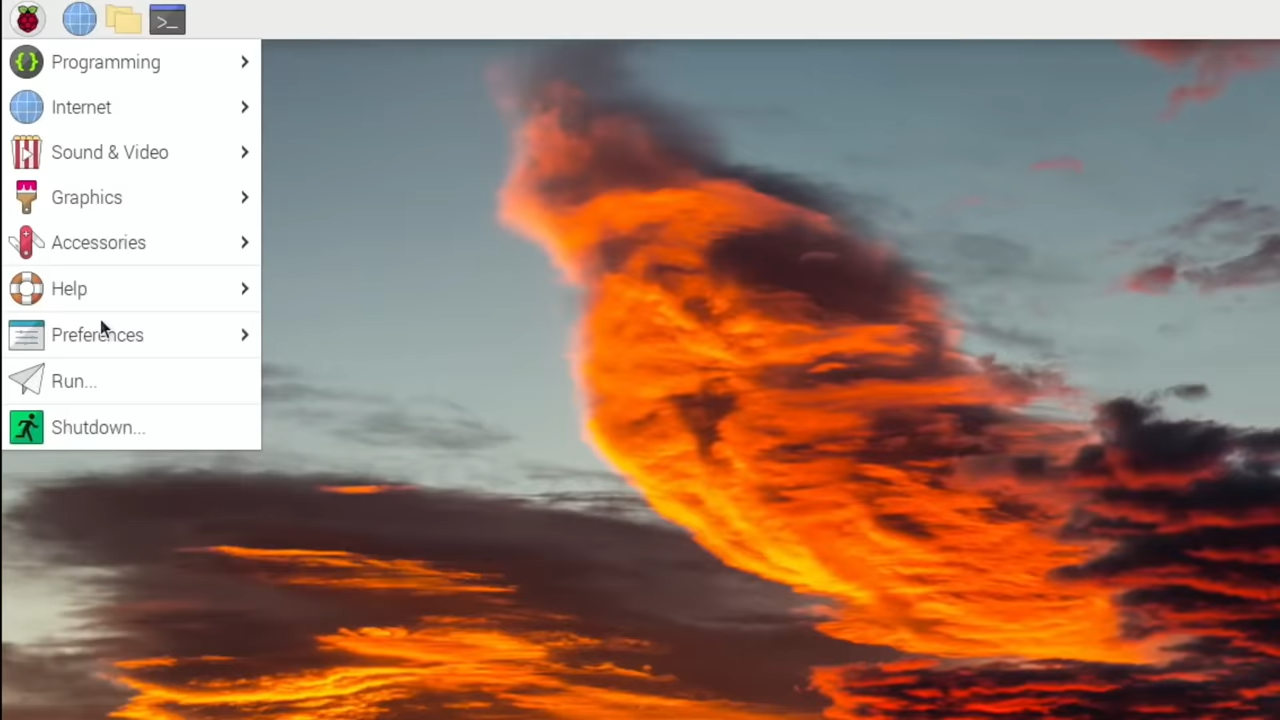 Programming
Internet
Sound & Video
Graphics
Accessories
Help
Preferences
Run...
Shutdown...